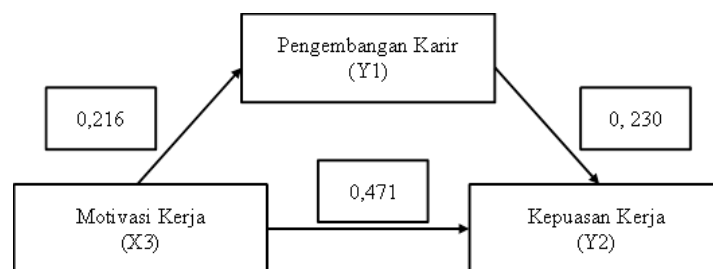 Pengembangan Karir
(Y1)
0,216
0, 230
0,471
Motivasi Kerja
(X3)
Kepuasan Kerja
(Y2)